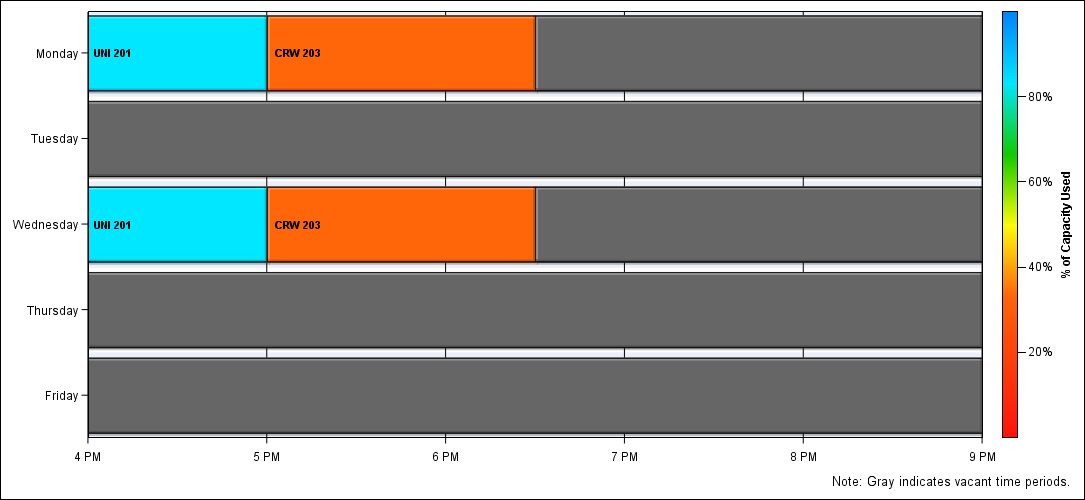 Monday
UNI 201
CRW 203
Tuesday
Wednesday
UNI 201
CRW 203
Thursday
Friday
4 PM
5 PM
6 PM
7 PM
8 PM
9 PM
80%
60%
40%
20%
% of Capacity Used
Note: Gray indicates vacant time periods.